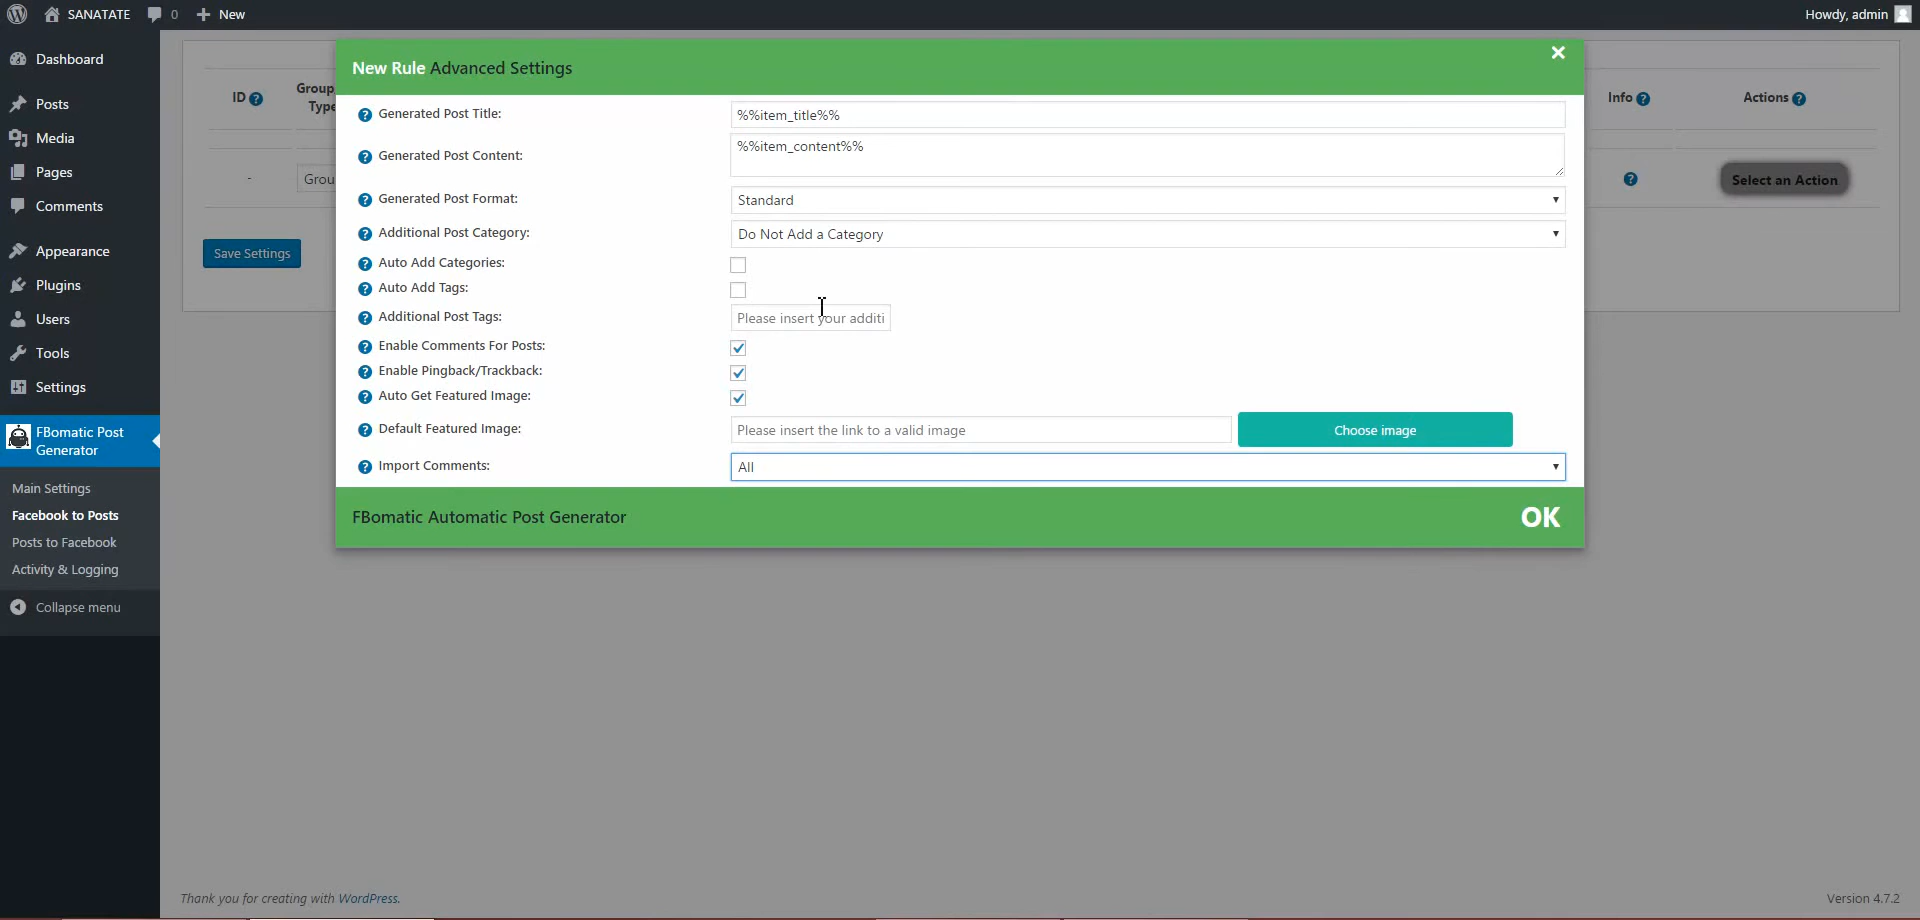 SANATATE
0
New
Howdy, admin
Dashboard
Posts
Media
Pages
Comments
Appearance
Plugins
Users
Tools
Settings
FBomatic Post
Generator
Main Settings
Facebook to Posts
Posts to Facebook
Activity & Logging
Collapse menu
ID ?
Group
Type
Info ?
Actions ?
-
Grou
?
Select an Action
Save Settings
New Rule Advanced Settings
×
? Generated Post Title:
%%item_title%%
? Generated Post Content:
%%item_content%%
? Generated Post Format:
Standard
? Additional Post Category:
Do Not Add a Category
? Auto Add Categories:
? Auto Add Tags:
? Additional Post Tags:
Please insert your additi
? Enable Comments For Posts:
? Enable Pingback/Trackback:
? Auto Get Featured Image:
? Default Featured Image:
Please insert the link to a valid image
Choose image
? Import Comments:
All
FBomatic Automatic Post Generator
OK
Thank you for creating with WordPress.
Version 4.7.2